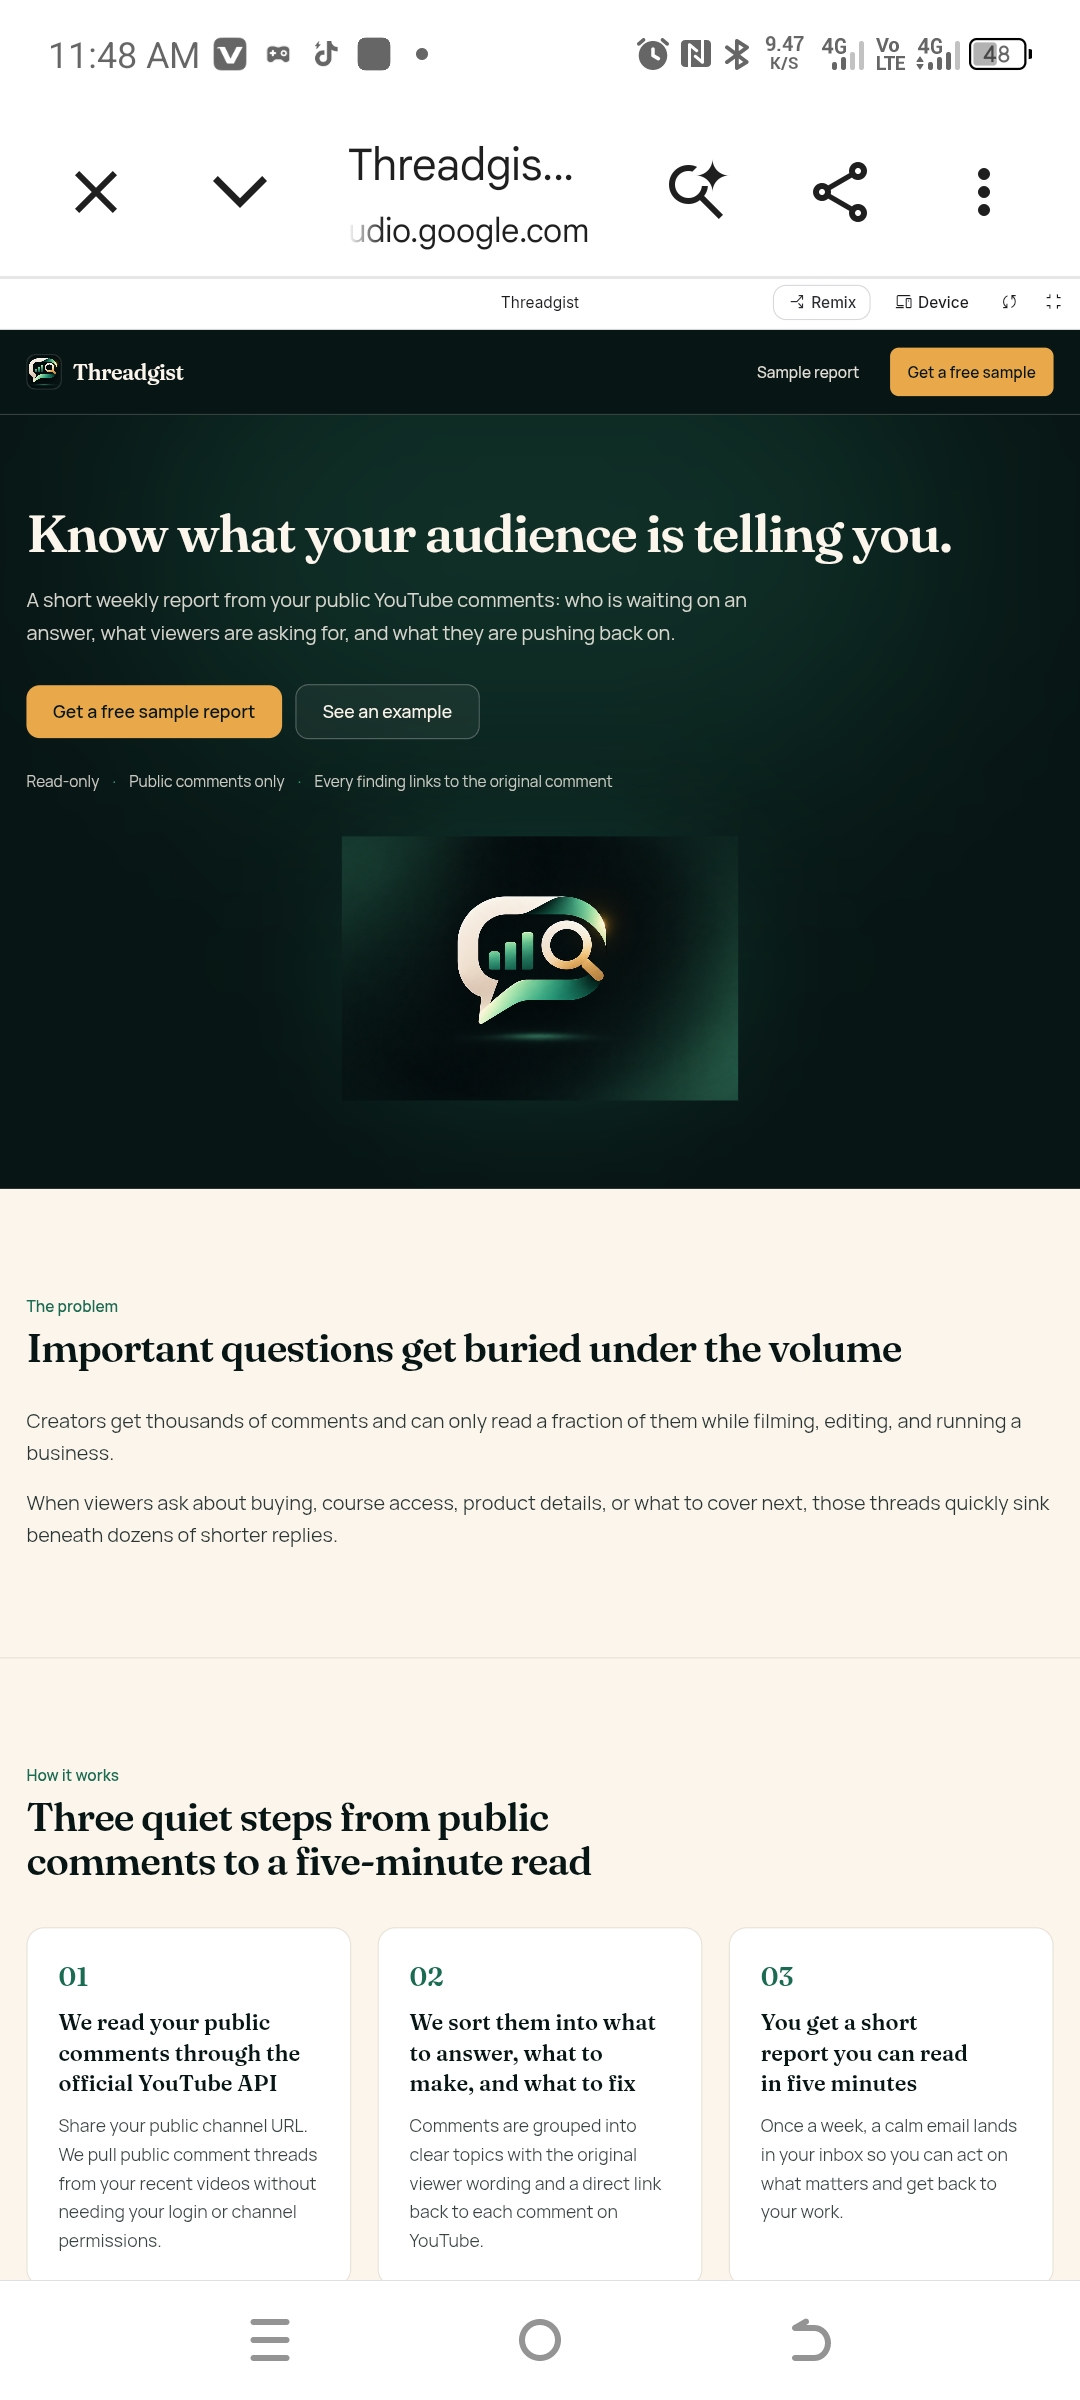 11:48 AM
9.47
K/S
4G
Vo
LTE
4G
48
Threadgis...
udio.google.com
Threadgist
Remix
Device
Threadgist
Sample report
Get a free sample
Know what your audience is telling you.
A short weekly report from your public YouTube comments: who is waiting on an
answer, what viewers are asking for, and what they are pushing back on.
Get a free sample report
See an example
Read-only · Public comments only · Every finding links to the original comment
The problem
Important questions get buried under the volume
Creators get thousands of comments and can only read a fraction of them while filming, editing, and running a
business.
When viewers ask about buying, course access, product details, or what to cover next, those threads quickly sink
beneath dozens of shorter replies.
How it works
Three quiet steps from public
comments to a five-minute read
01
We read your public
comments through the
official YouTube API
Share your public channel URL.
We pull public comment threads
from your recent videos without
needing your login or channel
permissions.
02
We sort them into what
to answer, what to
make, and what to fix
Comments are grouped into
clear topics with the original
viewer wording and a direct link
back to each comment on
YouTube.
03
You get a short
report you can read
in five minutes
Once a week, a calm email lands
in your inbox so you can act on
what matters and get back to
your work.